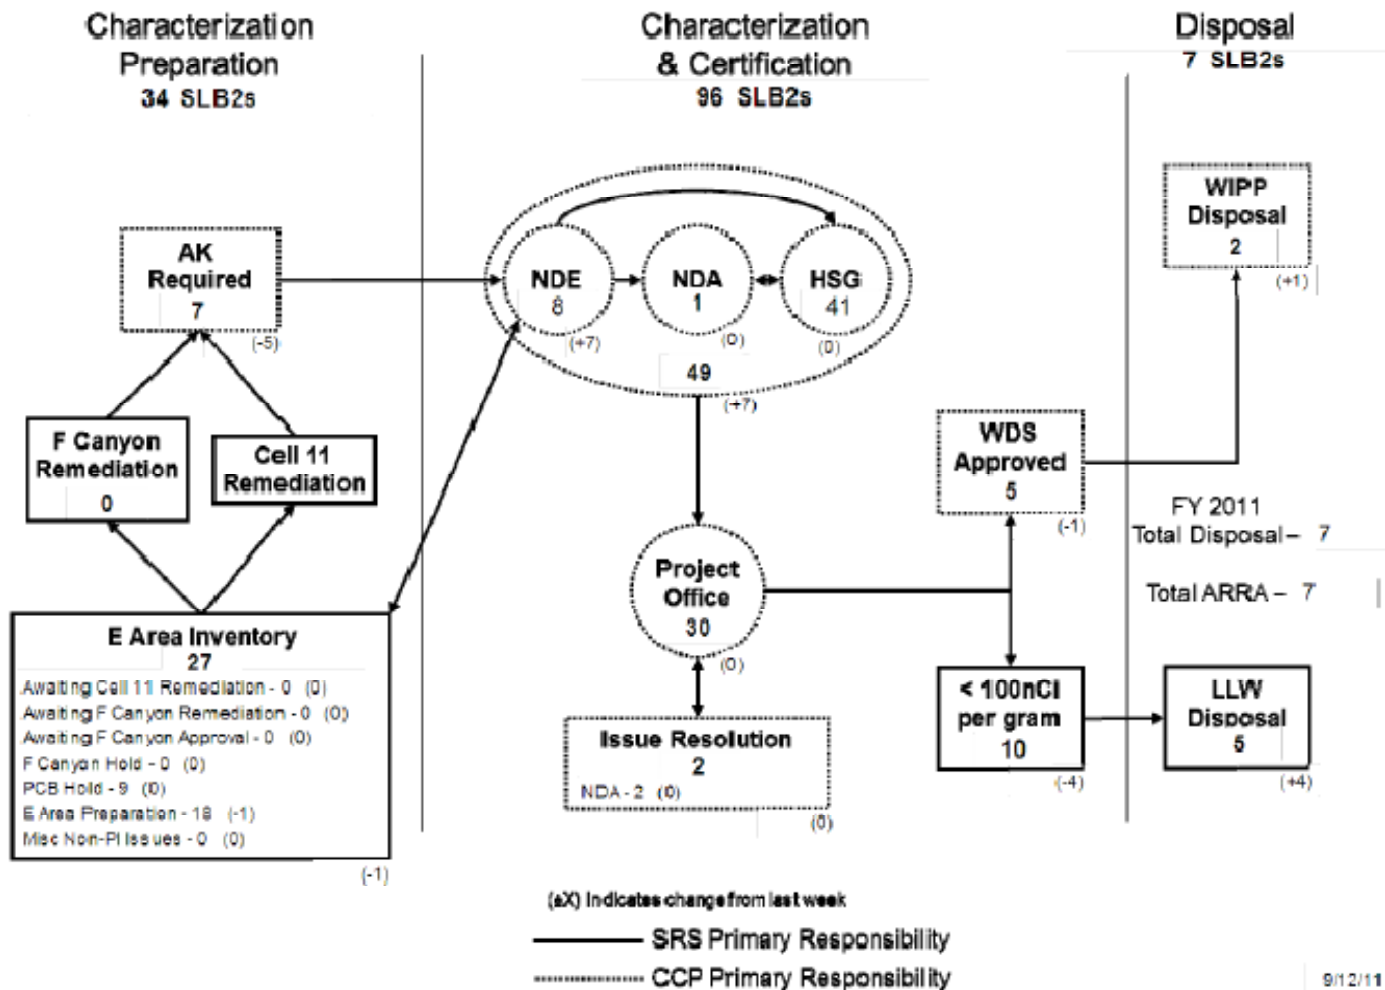 Characterization
Preparation
34 SLB2s
Characterization
& Certification
96 SLB2s
Disposal
7 SLB2s
AK
Required
7
(-5)
F Canyon
Remediation
0
Cell 11
Remediation
E Area Inventory
27
Awaiting Cell 11 Remediation - 0 (0)
Awaiting F Canyon Remediation - 0 (0)
Awaiting F Canyon Approval - 0 (0)
F Canyon Hold - 0 (0)
PCB Hold - 9 (0)
E Area Preparation - 18 (-1)
Misc Non-PI Issues - 0 (0)
(-1)
NDE
8
(+7)
NDA
1
(0)
HSG
41
(0)
49
(+7)
Project
Office
30
(0)
Issue Resolution
2
NDA - 2 (0)
(0)
WDS
Approved
5
(-1)
< 100nCi
per gram
10
(-4)
WIPP
Disposal
2
(+1)
FY 2011
Total Disposal – 7
Total ARRA – 7
LLW
Disposal
5
(+4)
(±X) Indicates change from last week
SRS Primary Responsibility
CCP Primary Responsibility
9/12/11